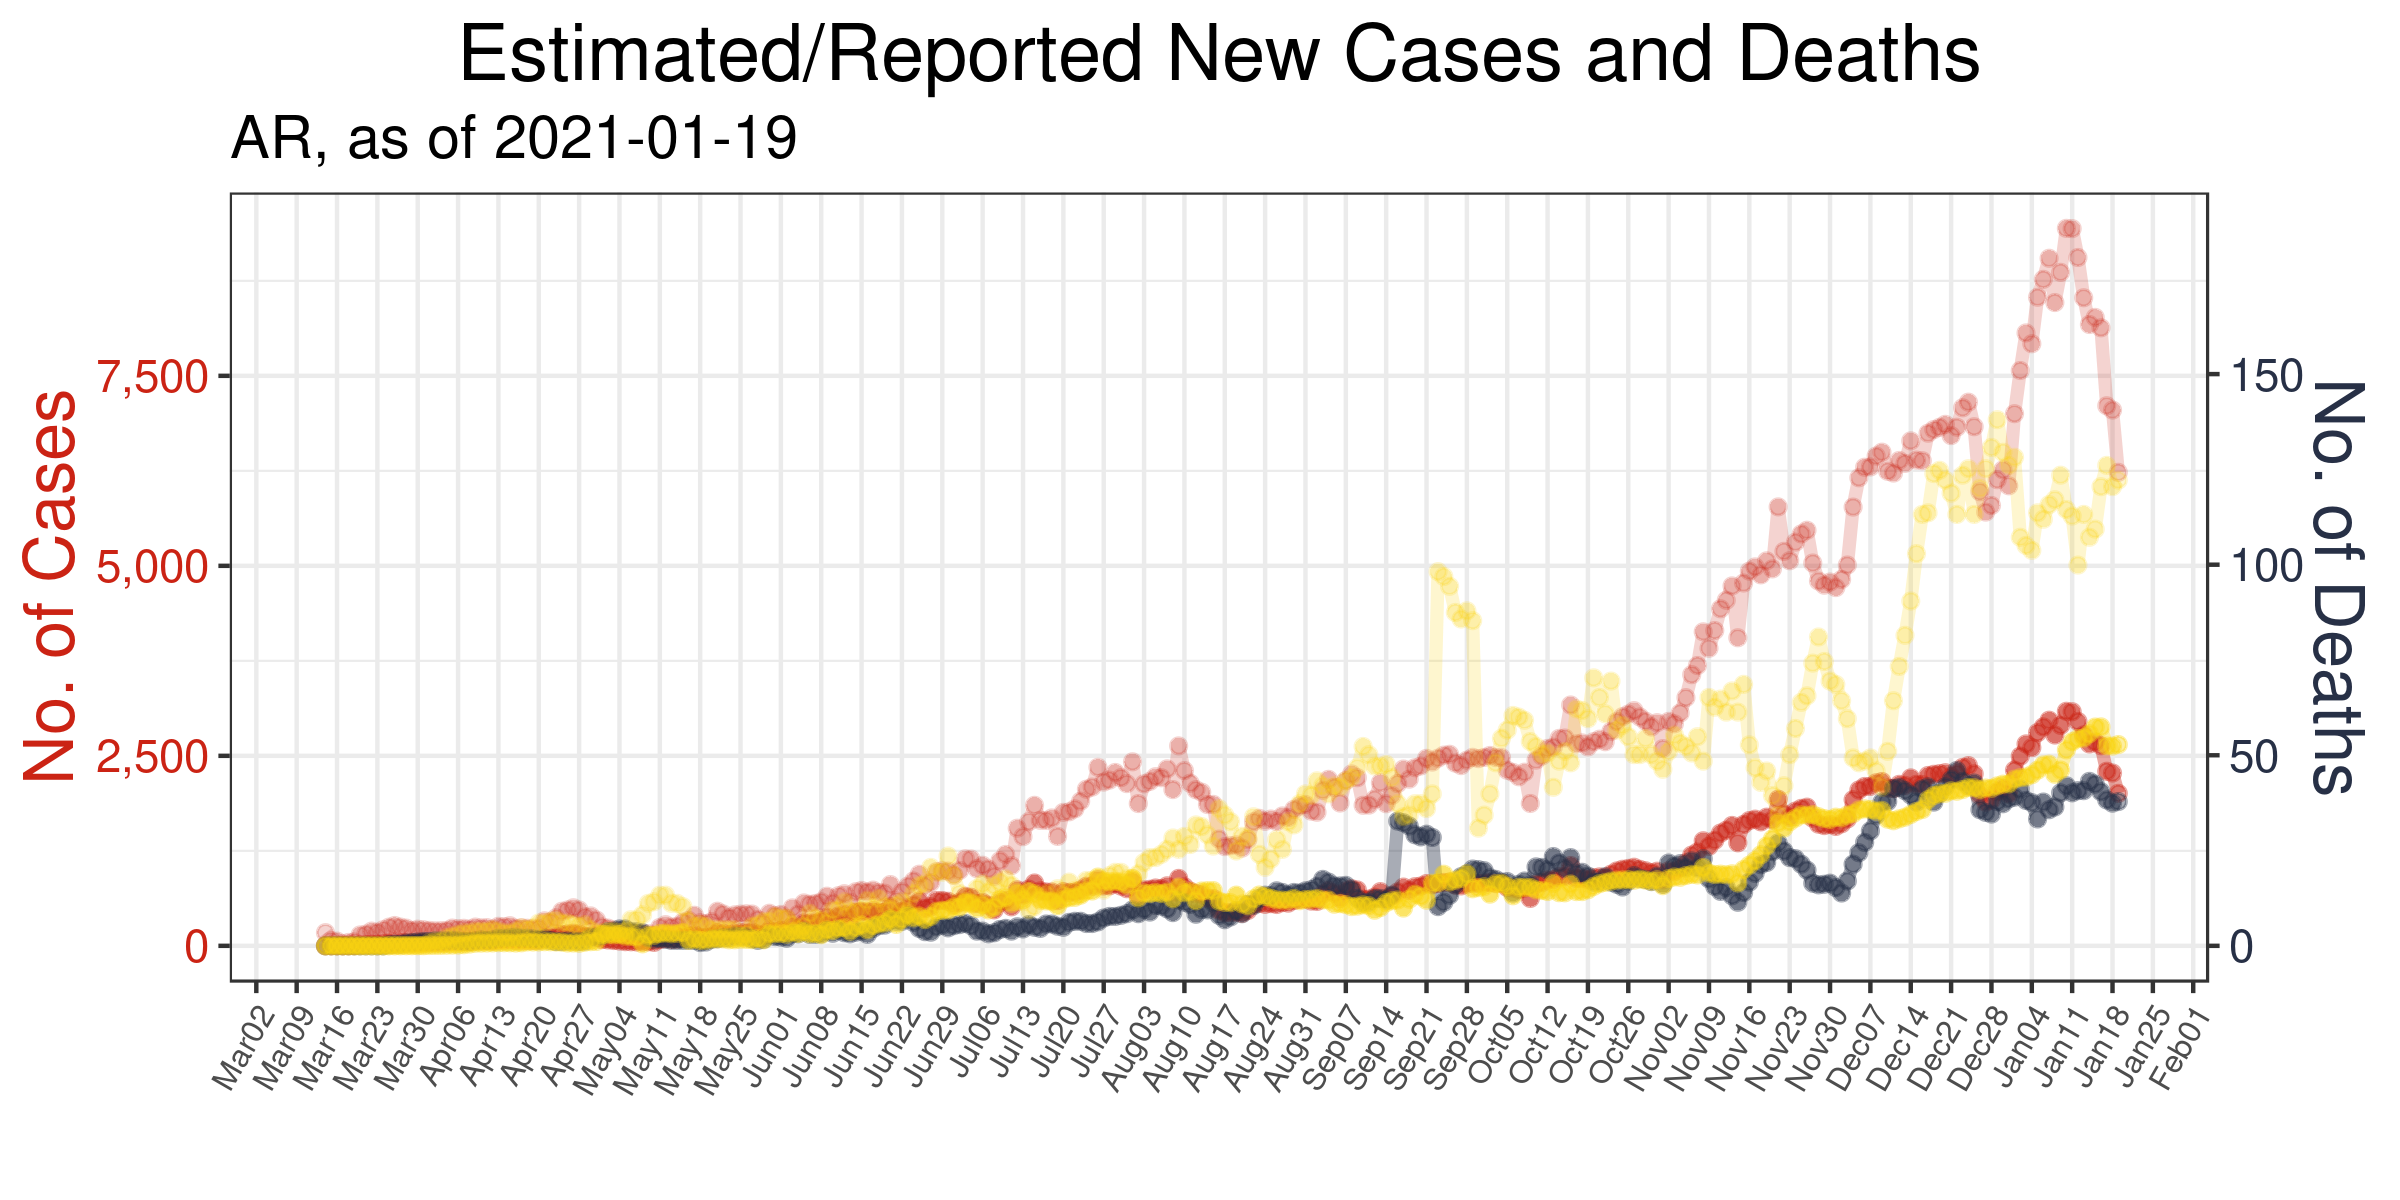 Estimated/Reported New Cases and Deaths
AR, as of 2021-01-19
No. of Cases
7,500
5,000
2,500
0
150
100
50
0
No. of Deaths
Mar02
Mar09
Mar16
Mar23
Mar30
Apr06
Apr13
Apr20
Apr27
May04
May11
May18
May25
Jun01
Jun08
Jun15
Jun22
Jun29
Jul06
Jul13
Jul20
Jul27
Aug03
Aug10
Aug17
Aug24
Aug31
Sep07
Sep14
Sep21
Sep28
Oct05
Oct12
Oct19
Oct26
Nov02
Nov09
Nov16
Nov23
Nov30
Dec07
Dec14
Dec21
Dec28
Jan04
Jan11
Jan18
Jan25
Feb01